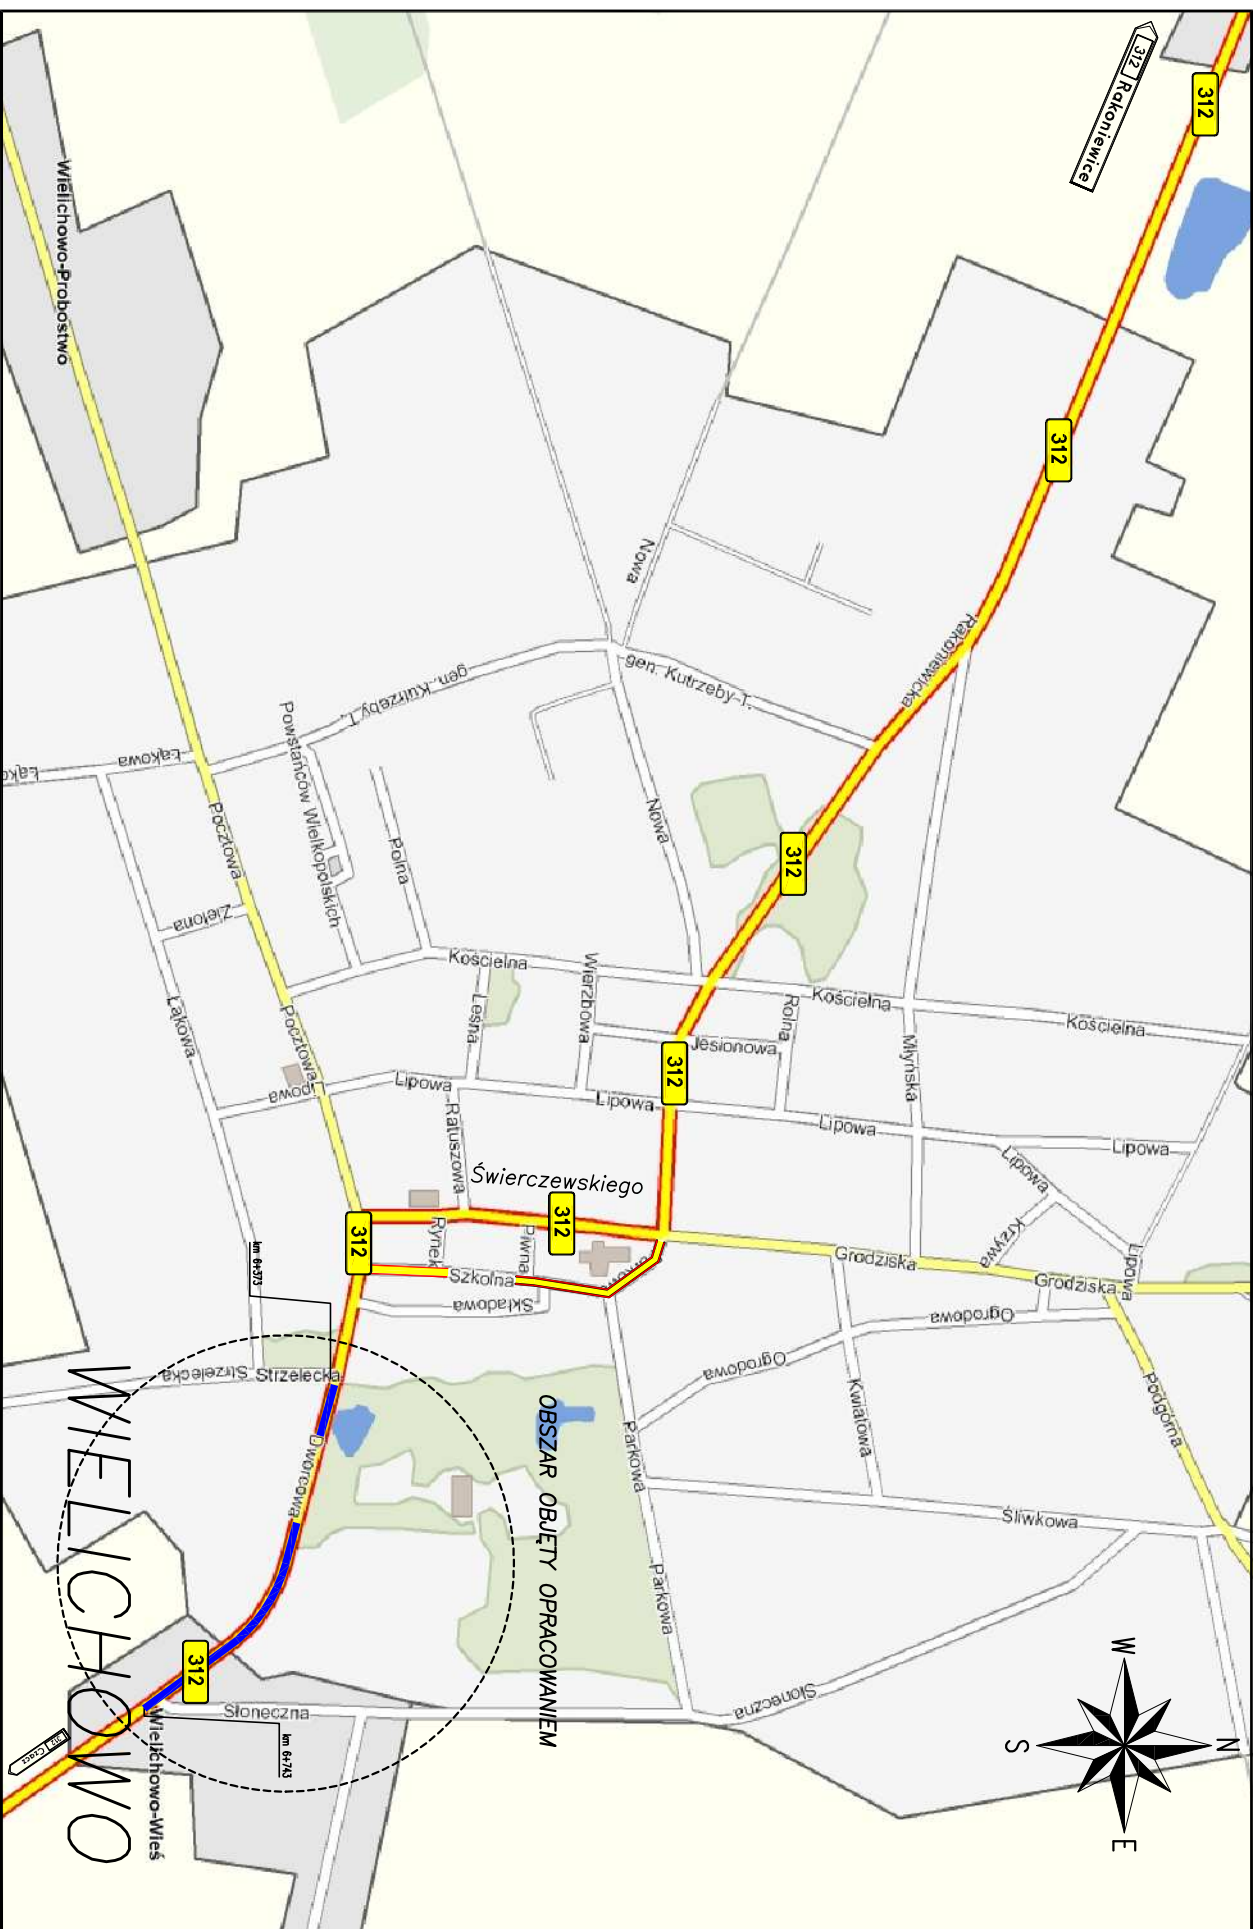 312
312 Rakoniewice
Wielichowo-Probostwo
312
Nowa
Rakoniewicka
gen. Kutrzeby T.
gen. Kutrzeby T.
Powstańców Wielkopolskich
Łąkowa
Pocztowa
Polna
Nowa
312
Zielona
Kościelna
Wierzbowa
Leśna
Kościelna
Kościelna
Rolna
Jesionowa
Młyńska
Łąkowa
Pocztowa
Lipowa
Lipowa
312
Lipowa
Lipowa
Lipowa
Lipowa
Ratuszowa
Świerczewskiego
312
312
Rynek
Piwna
Szkolna
Składowa
Grodziska
Krzywa
Lipowa
Grodziska
Ogrodowa
Ogrodowa
km 6+373
Strzelecka
Strzelecka
Kwiatowa
Podgórna
Parkowa
Dworcowa
OBSZAR OBJĘTY OPRACOWANIEM
Śliwkowa
Parkowa
WIELICHOWO
312
Słoneczna
Słoneczna
km 6+743
Wielichowo-Wieś
312 Czacz
W
N
S
E